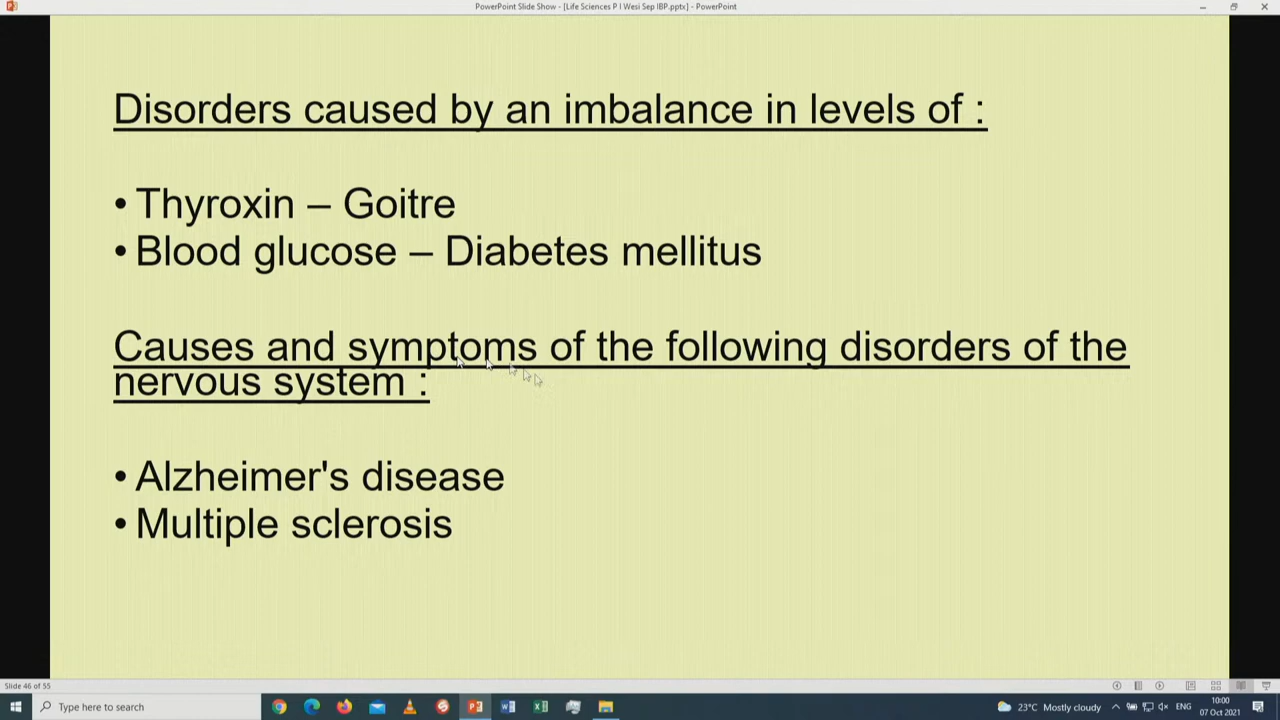 PowerPoint Slide Show - [Life Sciences P I Wesi Sep IBP.pptx] - PowerPoint
Disorders caused by an imbalance in levels of :
• Thyroxin – Goitre
• Blood glucose – Diabetes mellitus
Causes and symptoms of the following disorders of the
nervous system :
• Alzheimer's disease
• Multiple sclerosis
Slide 46 of 55
Type here to search
23°C Mostly cloudy
ENG
10:00
07 Oct 2021